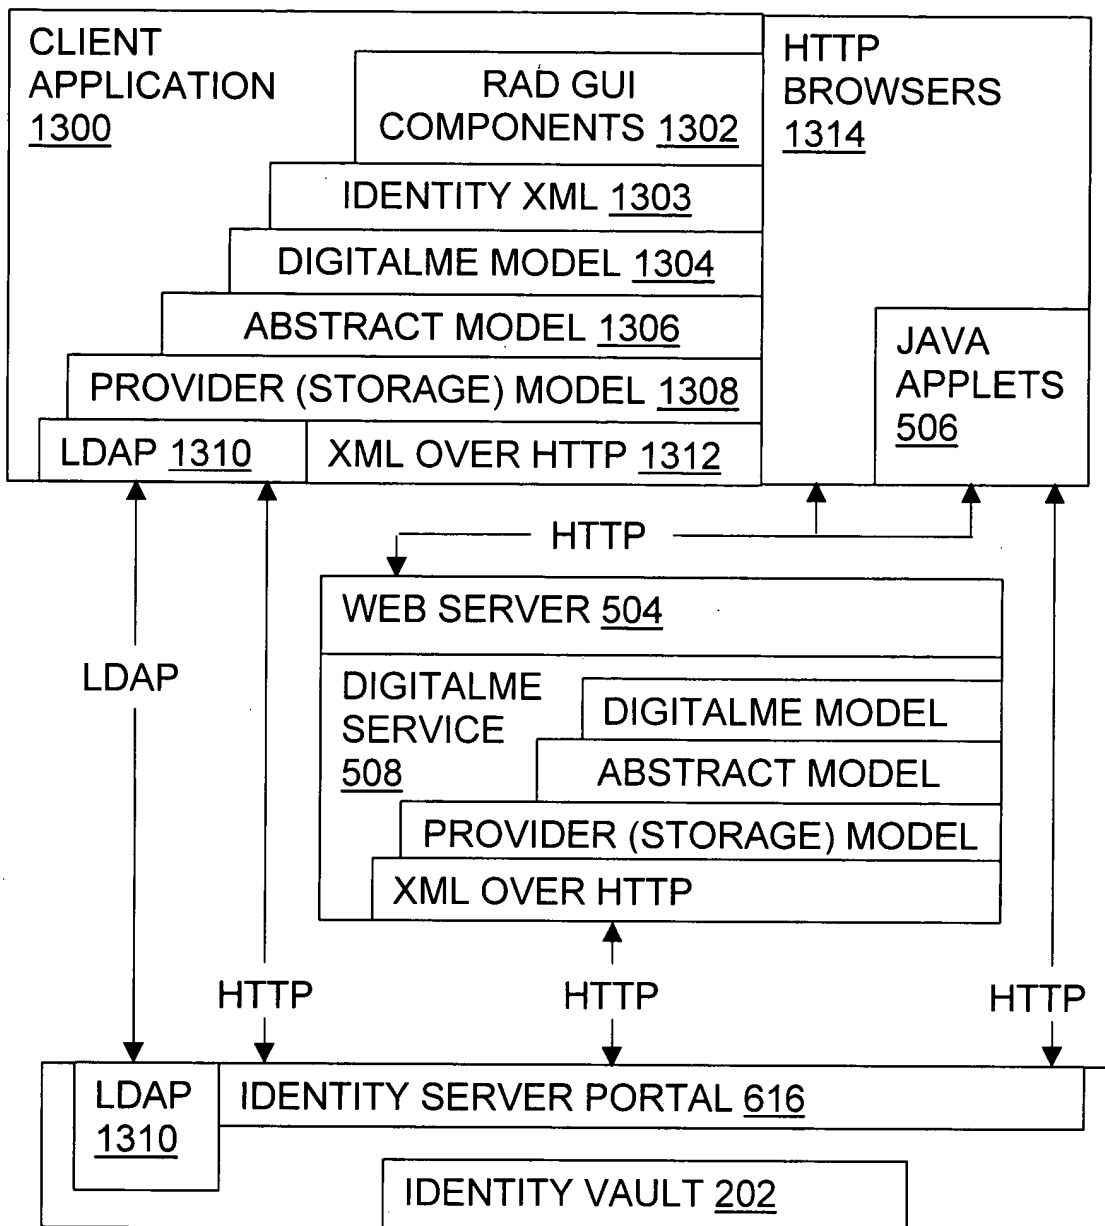 CLIENT
APPLICATION
1300
RAD GUI
COMPONENTS 1302
IDENTITY XML 1303
DIGITALME MODEL 1304
ABSTRACT MODEL 1306
PROVIDER (STORAGE) MODEL 1308
LDAP 1310
XML OVER HTTP 1312
HTTP
BROWSERS
1314
JAVA
APPLETS
506
HTTP
WEB SERVER 504
LDAP
DIGITALME
SERVICE
508
DIGITALME MODEL
ABSTRACT MODEL
PROVIDER (STORAGE) MODEL
XML OVER HTTP
HTTP
HTTP
HTTP
LDAP
1310
IDENTITY SERVER PORTAL 616
IDENTITY VAULT 202